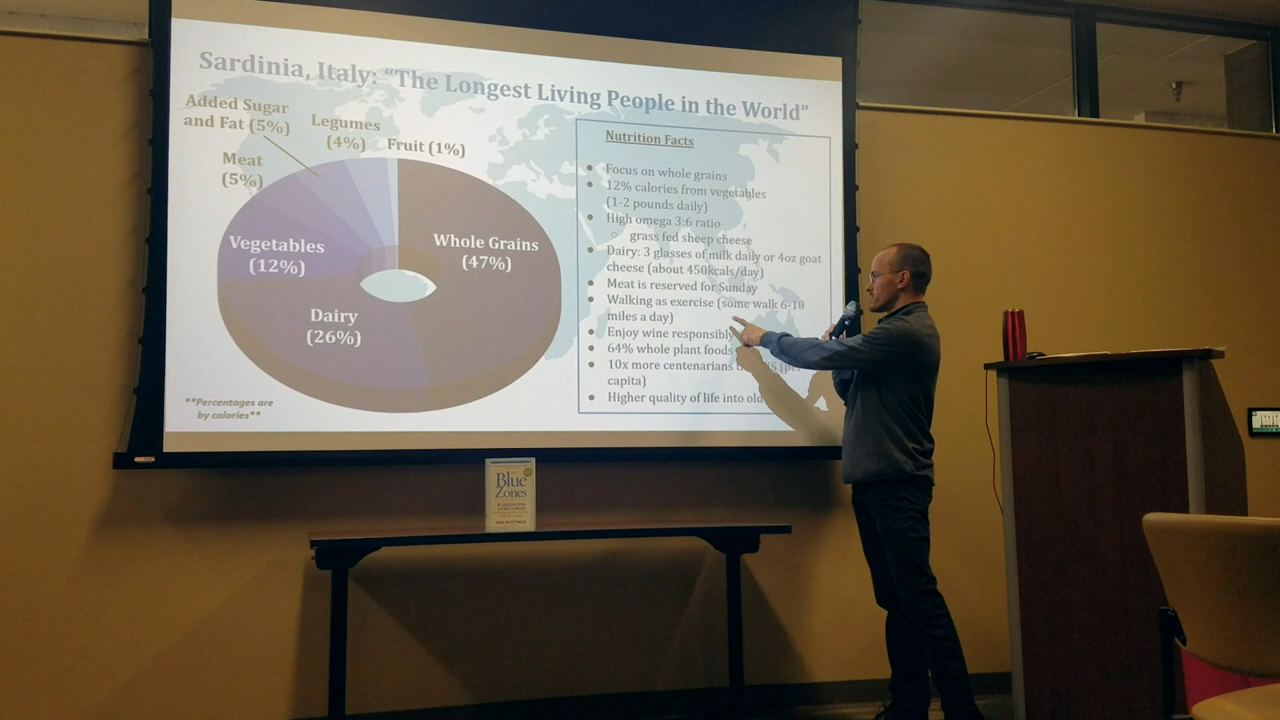 Sardinia, Italy: “The Longest Living People in the World”
Added Sugar
and Fat (5%)
Legumes
(4%)
Fruit (1%)
Meat
(5%)
Vegetables
(12%)
Whole Grains
(47%)
Dairy
(26%)
**Percentages are
by calories**
Nutrition Facts
● Focus on whole grains
● 12% calories from vegetables
(1-2 pounds daily)
● High omega 3:6 ratio
○ grass fed sheep cheese
● Dairy: 3 glasses of milk daily or 4oz goat
cheese (about 450kcals/day)
● Meat is reserved for Sunday
● Walking as exercise (some walk 6-10
miles a day)
● Enjoy wine responsibly
● 64% whole plant foods
● 10x more centenarians
capita)
● Higher quality of life into old
Blue
Zones
DAN BUETTNER